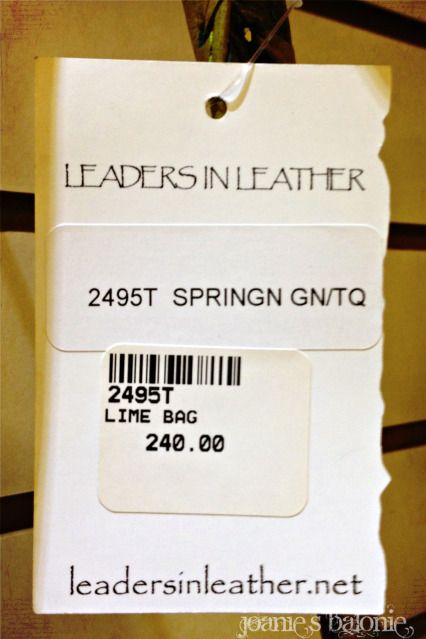 LEADERS IN LEATHER
2495T SPRINGN GN/TQ
2495T
LIME BAG
240.00
leadersinleather.net
joanie's balonie